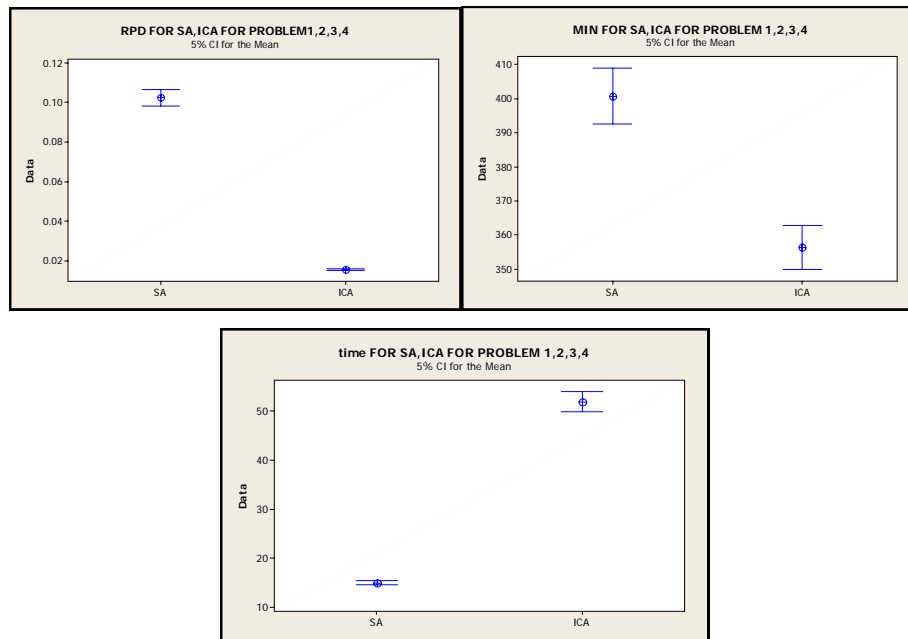 RPD FOR SA,ICA FOR PROBLEM1,2,3,4
5% CI for the Mean
0.12
0.10
0.08
0.06
0.04
0.02
Data
SA
ICA
MIN FOR SA,ICA FOR PROBLEM 1,2,3,4
5% CI for the Mean
410
400
390
380
370
360
350
Data
SA
ICA
time FOR SA,ICA FOR PROBLEM 1,2,3,4
5% CI for the Mean
50
40
30
20
10
Data
SA
ICA